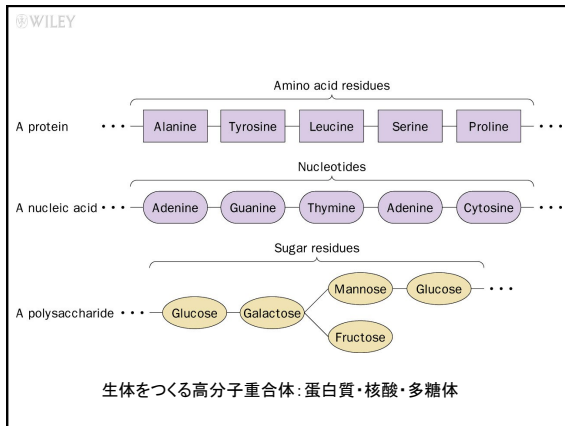 WILEY
Amino acid residues
A protein ··· Alanine Tyrosine Leucine Serine Proline ···
Nucleotides
A nucleic acid ··· Adenine Guanine Thymine Adenine Cytosine ···
Sugar residues
Mannose Glucose ···
A polysaccharide ··· Glucose Galactose
Fructose
生体をつくる高分子重合体:蛋白質・核酸・多糖体